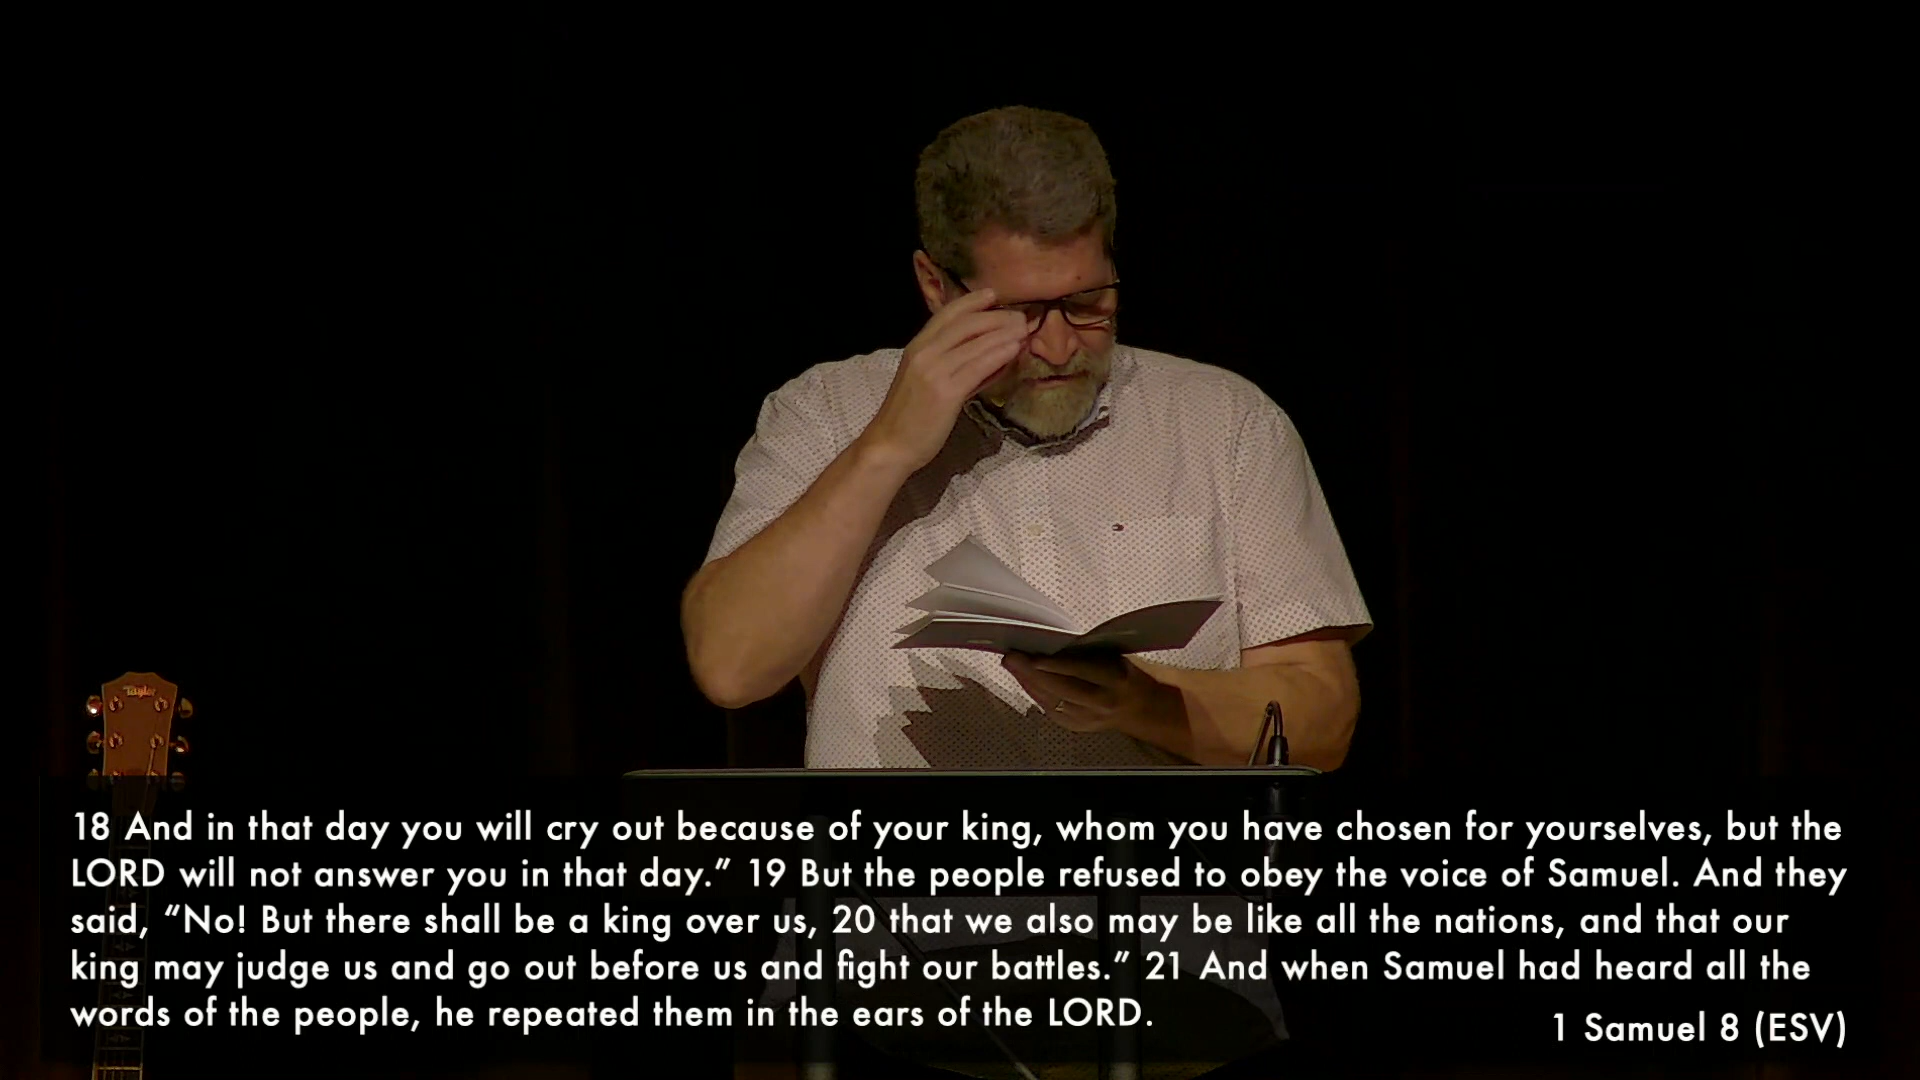 Taylor
18 And in that day you will cry out because of your king, whom you have chosen for yourselves, but the
LORD will not answer you in that day.” 19 But the people refused to obey the voice of Samuel. And they
said, “No! But there shall be a king over us, 20 that we also may be like all the nations, and that our
king may judge us and go out before us and fight our battles.” 21 And when Samuel had heard all the
words of the people, he repeated them in the ears of the LORD.
1 Samuel 8 (ESV)